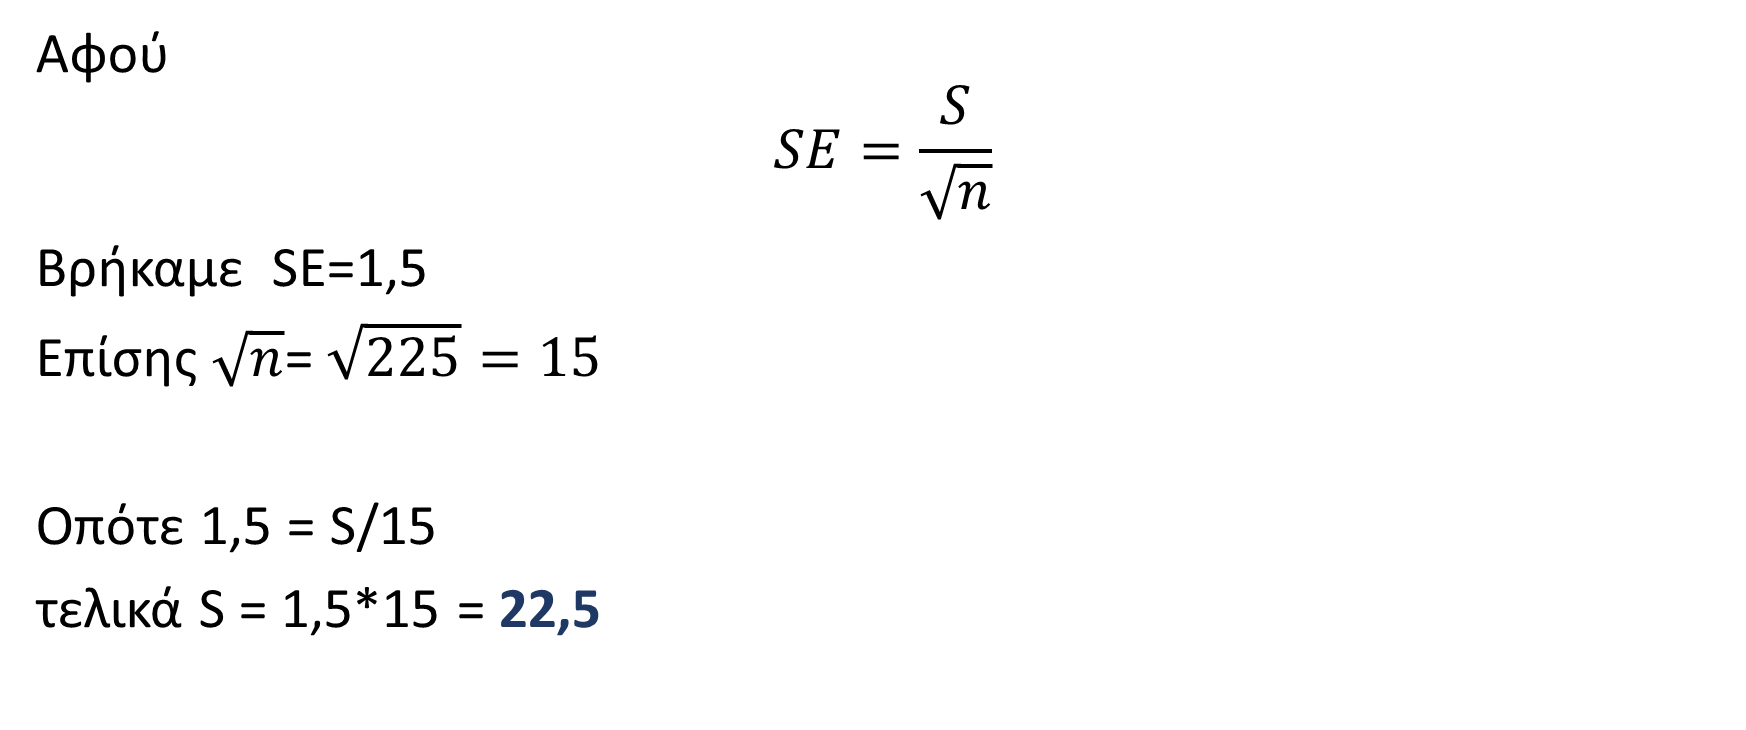 Αφού
SE = S/√n
Βρήκαμε  SE=1,5
Επίσης √n= √225 = 15
Οπότε 1,5 = S/15
τελικά S = 1,5*15 = 22,5